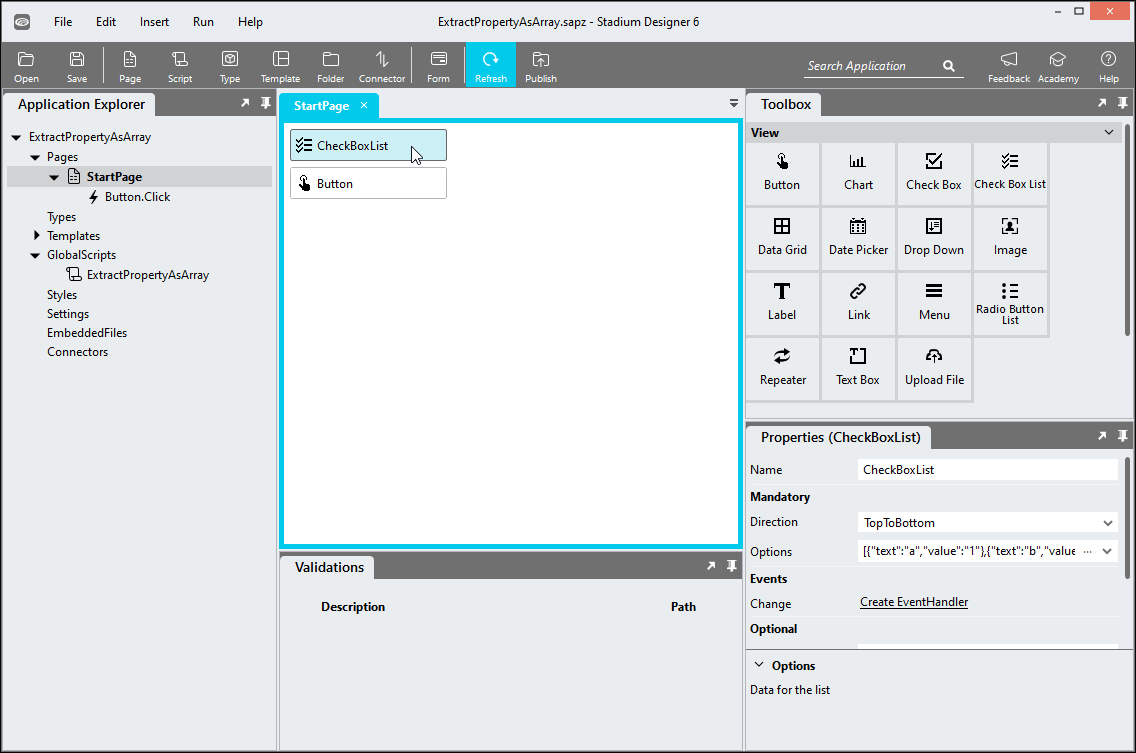 File Edit Insert Run Help
ExtractPropertyAsArray.sapz - Stadium Designer 6
Open Save Page Script Type Template Folder Connector Form Refresh Publish
Search Application
Feedback Academy Help
Application Explorer
ExtractPropertyAsArray
Pages
StartPage
Button.Click
Types
Templates
GlobalScripts
ExtractPropertyAsArray
Styles
Settings
EmbeddedFiles
Connectors
StartPage
CheckBoxList
Button
Validations
Description Path
Toolbox
View
Button Chart Check Box Check Box List
Data Grid Date Picker Drop Down Image
Label Link Menu Radio Button
List
Repeater Text Box Upload File
Properties (CheckBoxList)
Name CheckBoxList
Mandatory
Direction TopToBottom
Options [{"text":"a","value":"1"},{"text":"b","value ...
Events
Change Create EventHandler
Optional
Options
Data for the list